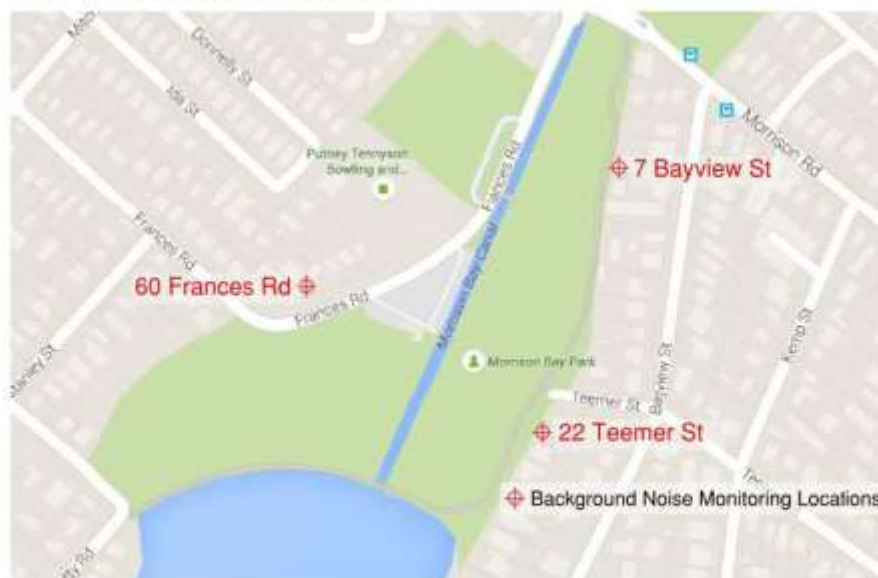 Donnelly St
Ida St
Putney Tennyson
Bowling and...
Frances Rd
Morrison Rd
7 Bayview St
Frances Rd
60 Frances Rd
Frances Rd
Morrison Bay Canal
Stanley St
Morrison Bay Park
Kemp St
Bayview St
Teemer St
22 Teemer St
Background Noise Monitoring Locations